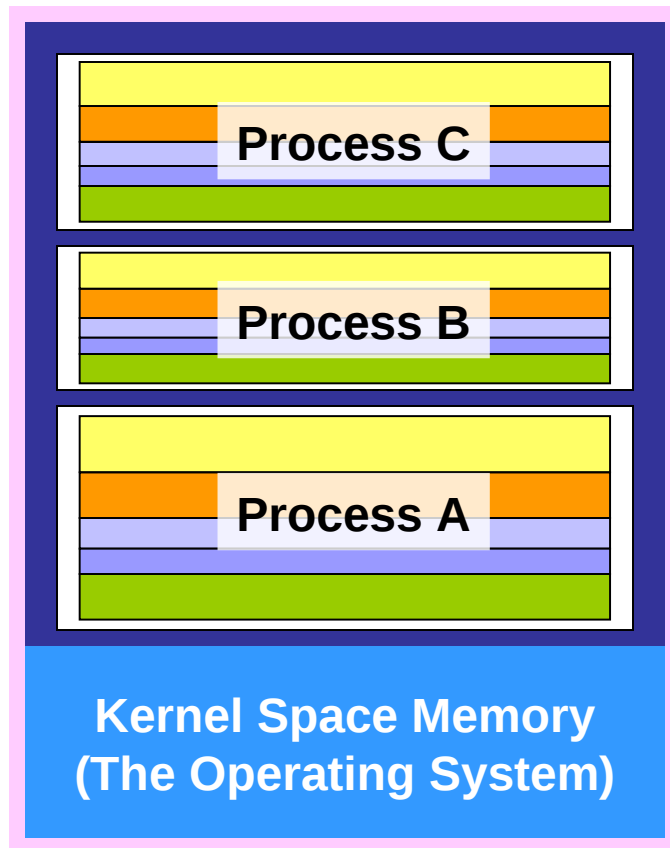 Process C
Process B
Process A
Kernel Space Memory
(The Operating System)